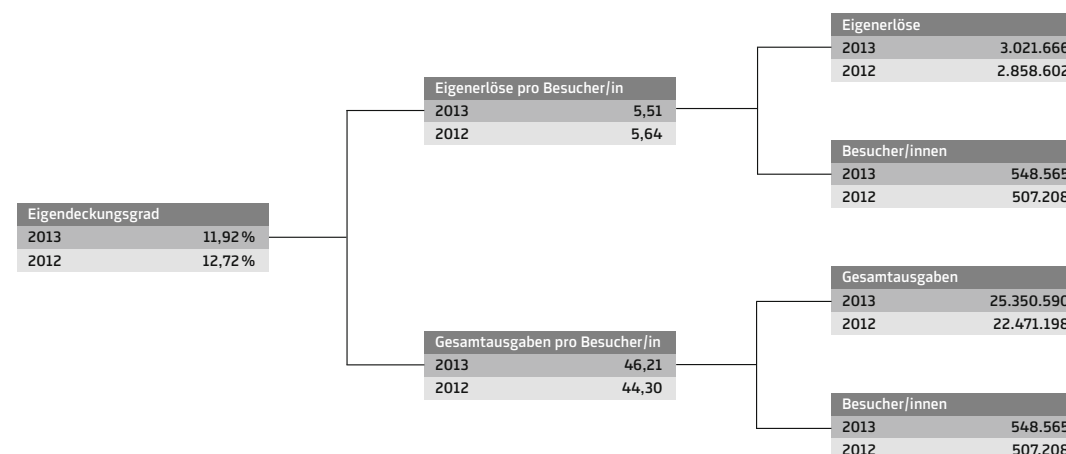 Eigenerlöse
2013 3.021.666
2012 2.858.602
Eigenerlöse pro Besucher/in
2013 5,51
2012 5,64
Besucher/innen
2013 548.565
2012 507.208
Eigendeckungsgrad
2013 11,92 %
2012 12,72 %
Gesamtausgaben
2013 25.350.590
2012 22.471.198
Gesamtausgaben pro Besucher/in
2013 46,21
2012 44,30
Besucher/innen
2013 548.565
2012 507.208